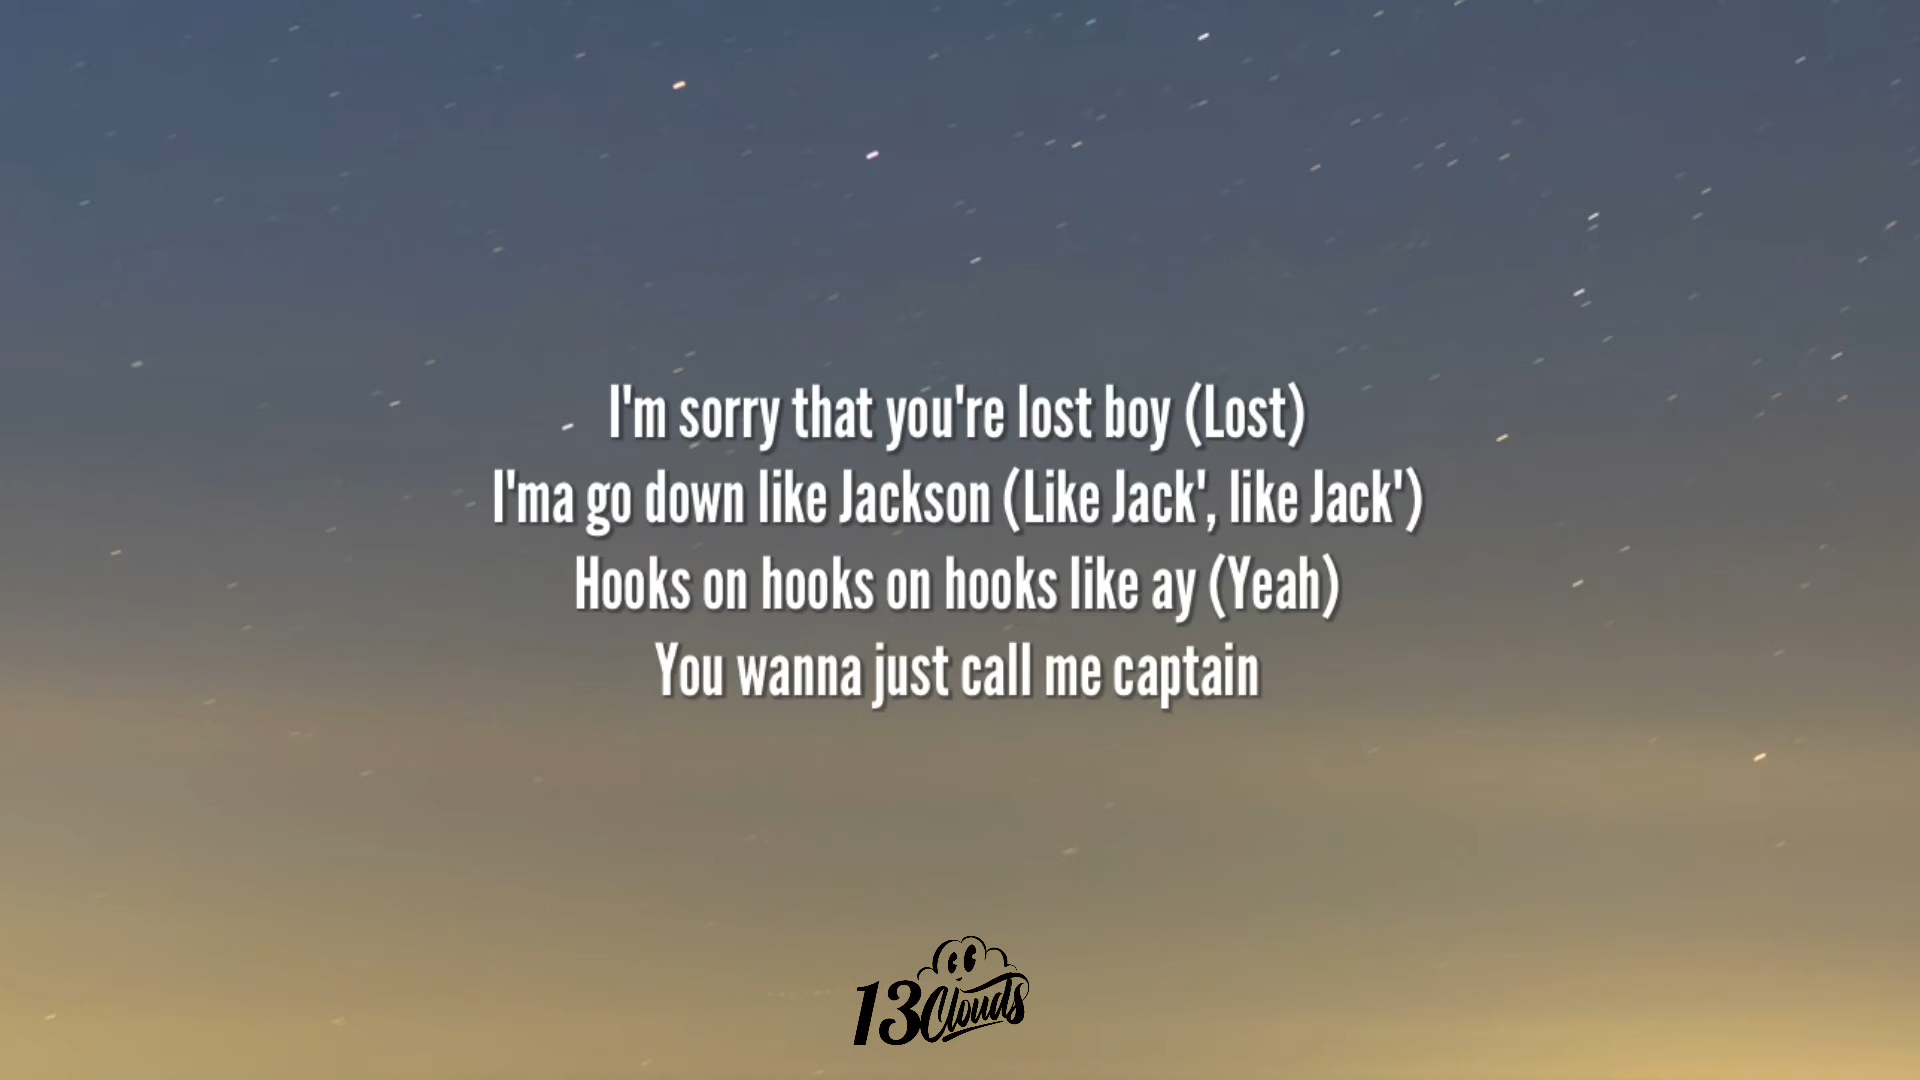 I'm sorry that you're lost boy (Lost)
I'ma go down like Jackson (Like Jack', like Jack')
Hooks on hooks on hooks like ay (Yeah)
You wanna just call me captain
13Clouds